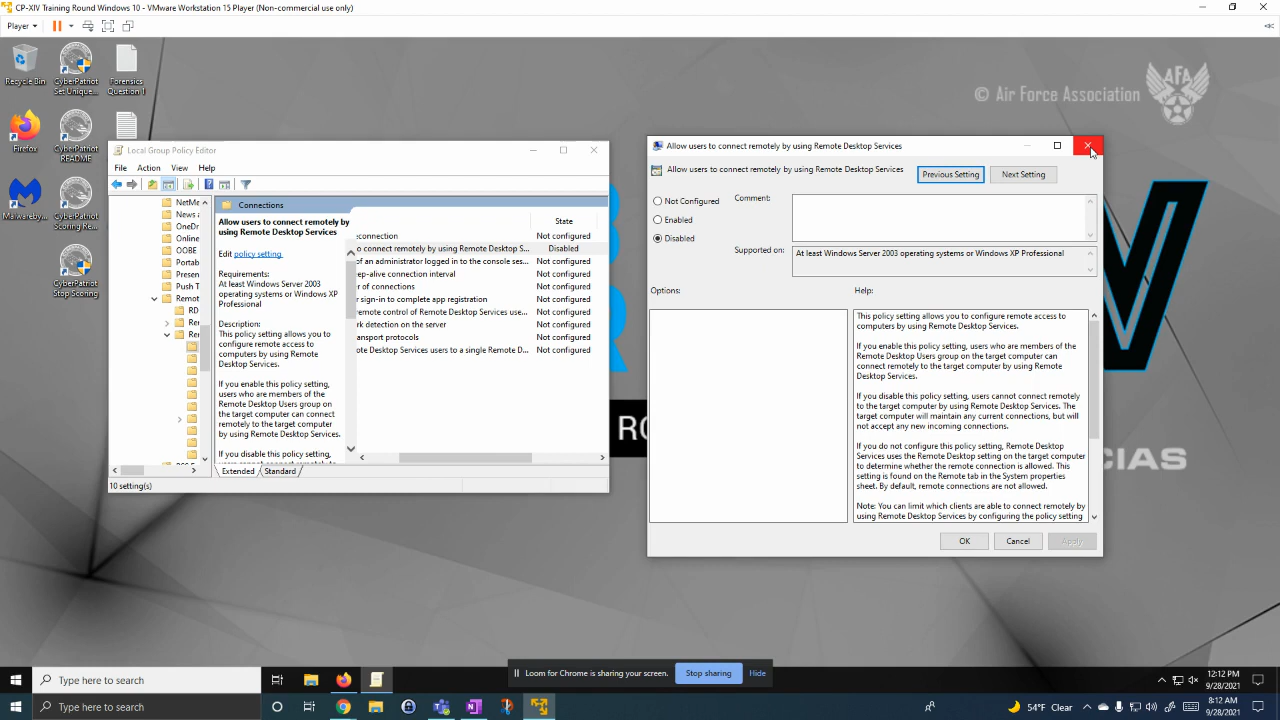 CP-XIV Training Round Windows 10 - VMware Workstation 15 Player (Non-commercial use only)
Player
Recycle Bin
CyberPatriot
Set Unique...
Forensics
Question 1
© Air Force Association
AFA
Firefox
CyberPatriot
README
Malwareby...
CyberPatriot
Scoring Re...
CyberPatriot
Stop Scoring
Local Group Policy Editor
File Action View Help
NetMe
News a
OneDr
Online
OOBE
Portab
Presen
Push T
Remot
RD
Rer
Rer
Connections
Allow users to connect remotely by
using Remote Desktop Services
Edit policy setting
Requirements:
At least Windows Server 2003
operating systems or Windows XP
Professional
Description:
This policy setting allows you to
configure remote access to
computers by using Remote
Desktop Services.
If you enable this policy setting,
users who are members of the
Remote Desktop Users group on
the target computer can connect
remotely to the target computer
by using Remote Desktop Services.
If you disable this policy setting,
State
:connection Not configured
o connect remotely by using Remote Desktop S... Disabled
of an administrator logged in to the console ses... Not configured
ep-alive connection interval Not configured
r of connections Not configured
r sign-in to complete app registration Not configured
remote control of Remote Desktop Services use... Not configured
rk detection on the server Not configured
ansport protocols Not configured
ote Desktop Services users to a single Remote D... Not configured
Extended Standard
10 setting(s)
Allow users to connect remotely by using Remote Desktop Services
Allow users to connect remotely by using Remote Desktop Services
Previous Setting Next Setting
Not Configured
Enabled
Disabled
Comment:
Supported on:
At least Windows Server 2003 operating systems or Windows XP Professional
Options: Help:
This policy setting allows you to configure remote access to
computers by using Remote Desktop Services.
If you enable this policy setting, users who are members of the
Remote Desktop Users group on the target computer can
connect remotely to the target computer by using Remote
Desktop Services.
If you disable this policy setting, users cannot connect remotely
to the target computer by using Remote Desktop Services. The
target computer will maintain any current connections, but will
not accept any new incoming connections.
If you do not configure this policy setting, Remote Desktop
Services uses the Remote Desktop setting on the target computer
to determine whether the remote connection is allowed. This
setting is found on the Remote tab in the System properties
sheet. By default, remote connections are not allowed.
Note: You can limit which clients are able to connect remotely by
using Remote Desktop Services by configuring the policy setting
OK Cancel Apply
RO
CIAS
Type here to search
Loom for Chrome is sharing your screen. Stop sharing Hide
12:12 PM
9/28/2021
Type here to search
54°F Clear
8:12 AM
9/28/2021